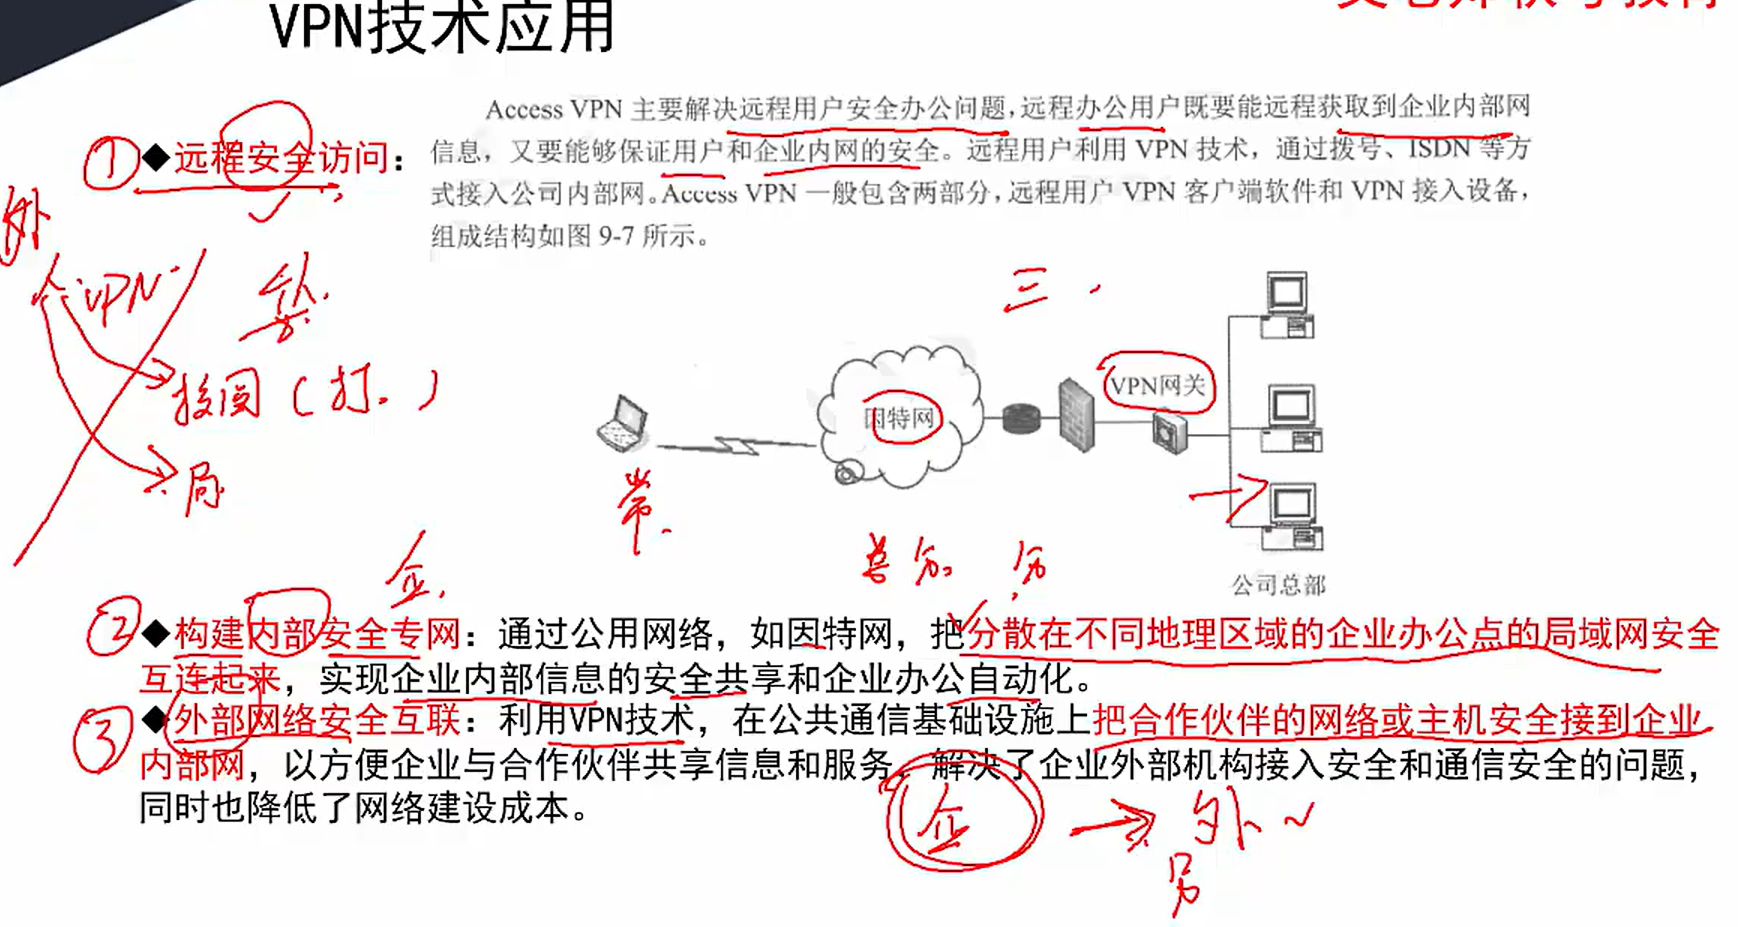 VPN技术应用
①◆远程安全访问：
Access VPN 主要解决远程用户安全办公问题，远程办公用户既要能远程获取到企业内部网
信息，又要能够保证用户和企业内网的安全。远程用户利用 VPN 技术，通过拨号、ISDN 等方
式接入公司内部网。Access VPN 一般包含两部分，远程用户 VPN 客户端软件和 VPN 接入设备，
组成结构如图 9-7 所示。
外
VPN
三
VPN网关
因特网
校园（打.）
局
公司总部
企
②◆构建内部安全专网：通过公用网络，如因特网，把分散在不同地理区域的企业办公点的局域网安全
互连起来，实现企业内部信息的安全共享和企业办公自动化。
③◆外部网络安全互联：利用VPN技术，在公共通信基础设施上把合作伙伴的网络或主机安全接到企业
内部网，以方便企业与合作伙伴共享信息和服务。解决了企业外部机构接入安全和通信安全的问题，
同时也降低了网络建设成本。
企
外